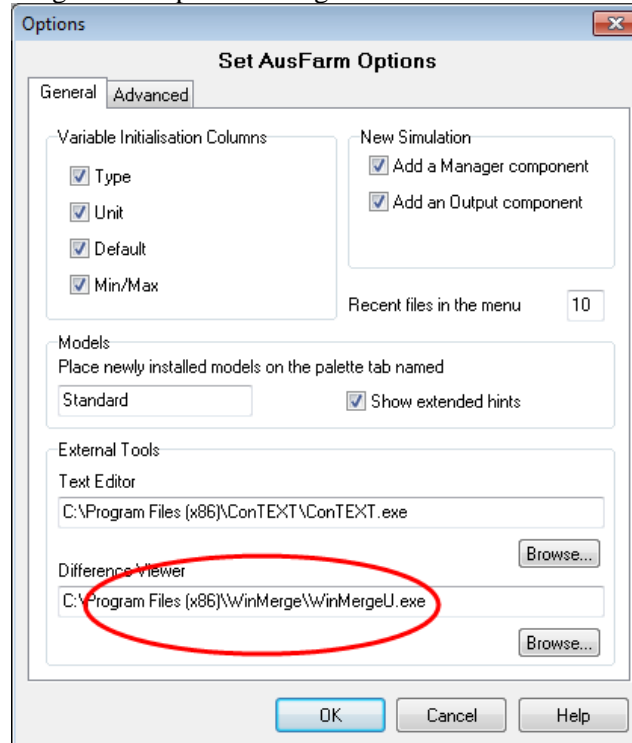 Options
Set AusFarm Options
General Advanced
Variable Initialisation Columns
Type
Unit
Default
Min/Max
New Simulation
Add a Manager component
Add an Output component
Recent files in the menu 10
Models
Place newly installed models on the palette tab named
Standard
Show extended hints
External Tools
Text Editor
C:\Program Files (x86)\ConTEXT\ConTEXT.exe
Browse...
Difference Viewer
C:\Program Files (x86)\WinMerge\WinMergeU.exe
Browse...
OK Cancel Help